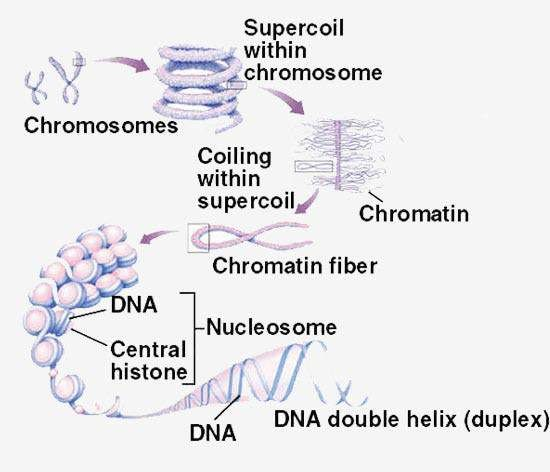 Supercoil
within
chromosome
Chromosomes
Coiling
within
supercoil
Chromatin
Chromatin fiber
DNA
Nucleosome
Central
histone
DNA double helix (duplex)
DNA